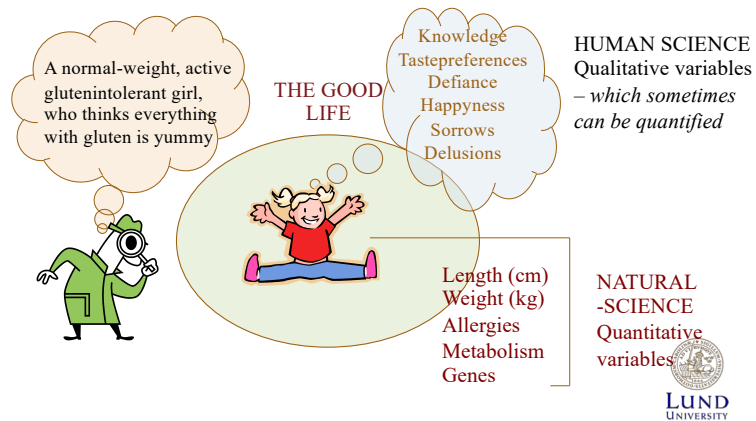 A normal-weight, active
glutenintolerant girl,
who thinks everything
with gluten is yummy
THE GOOD
LIFE
Knowledge
Tastepreferences
Defiance
Happyness
Sorrows
Delusions
HUMAN SCIENCE
Qualitative variables
– which sometimes
can be quantified
Length (cm)
Weight (kg)
Allergies
Metabolism
Genes
NATURAL
-SCIENCE
Quantitative
variables
LUND
UNIVERSITY